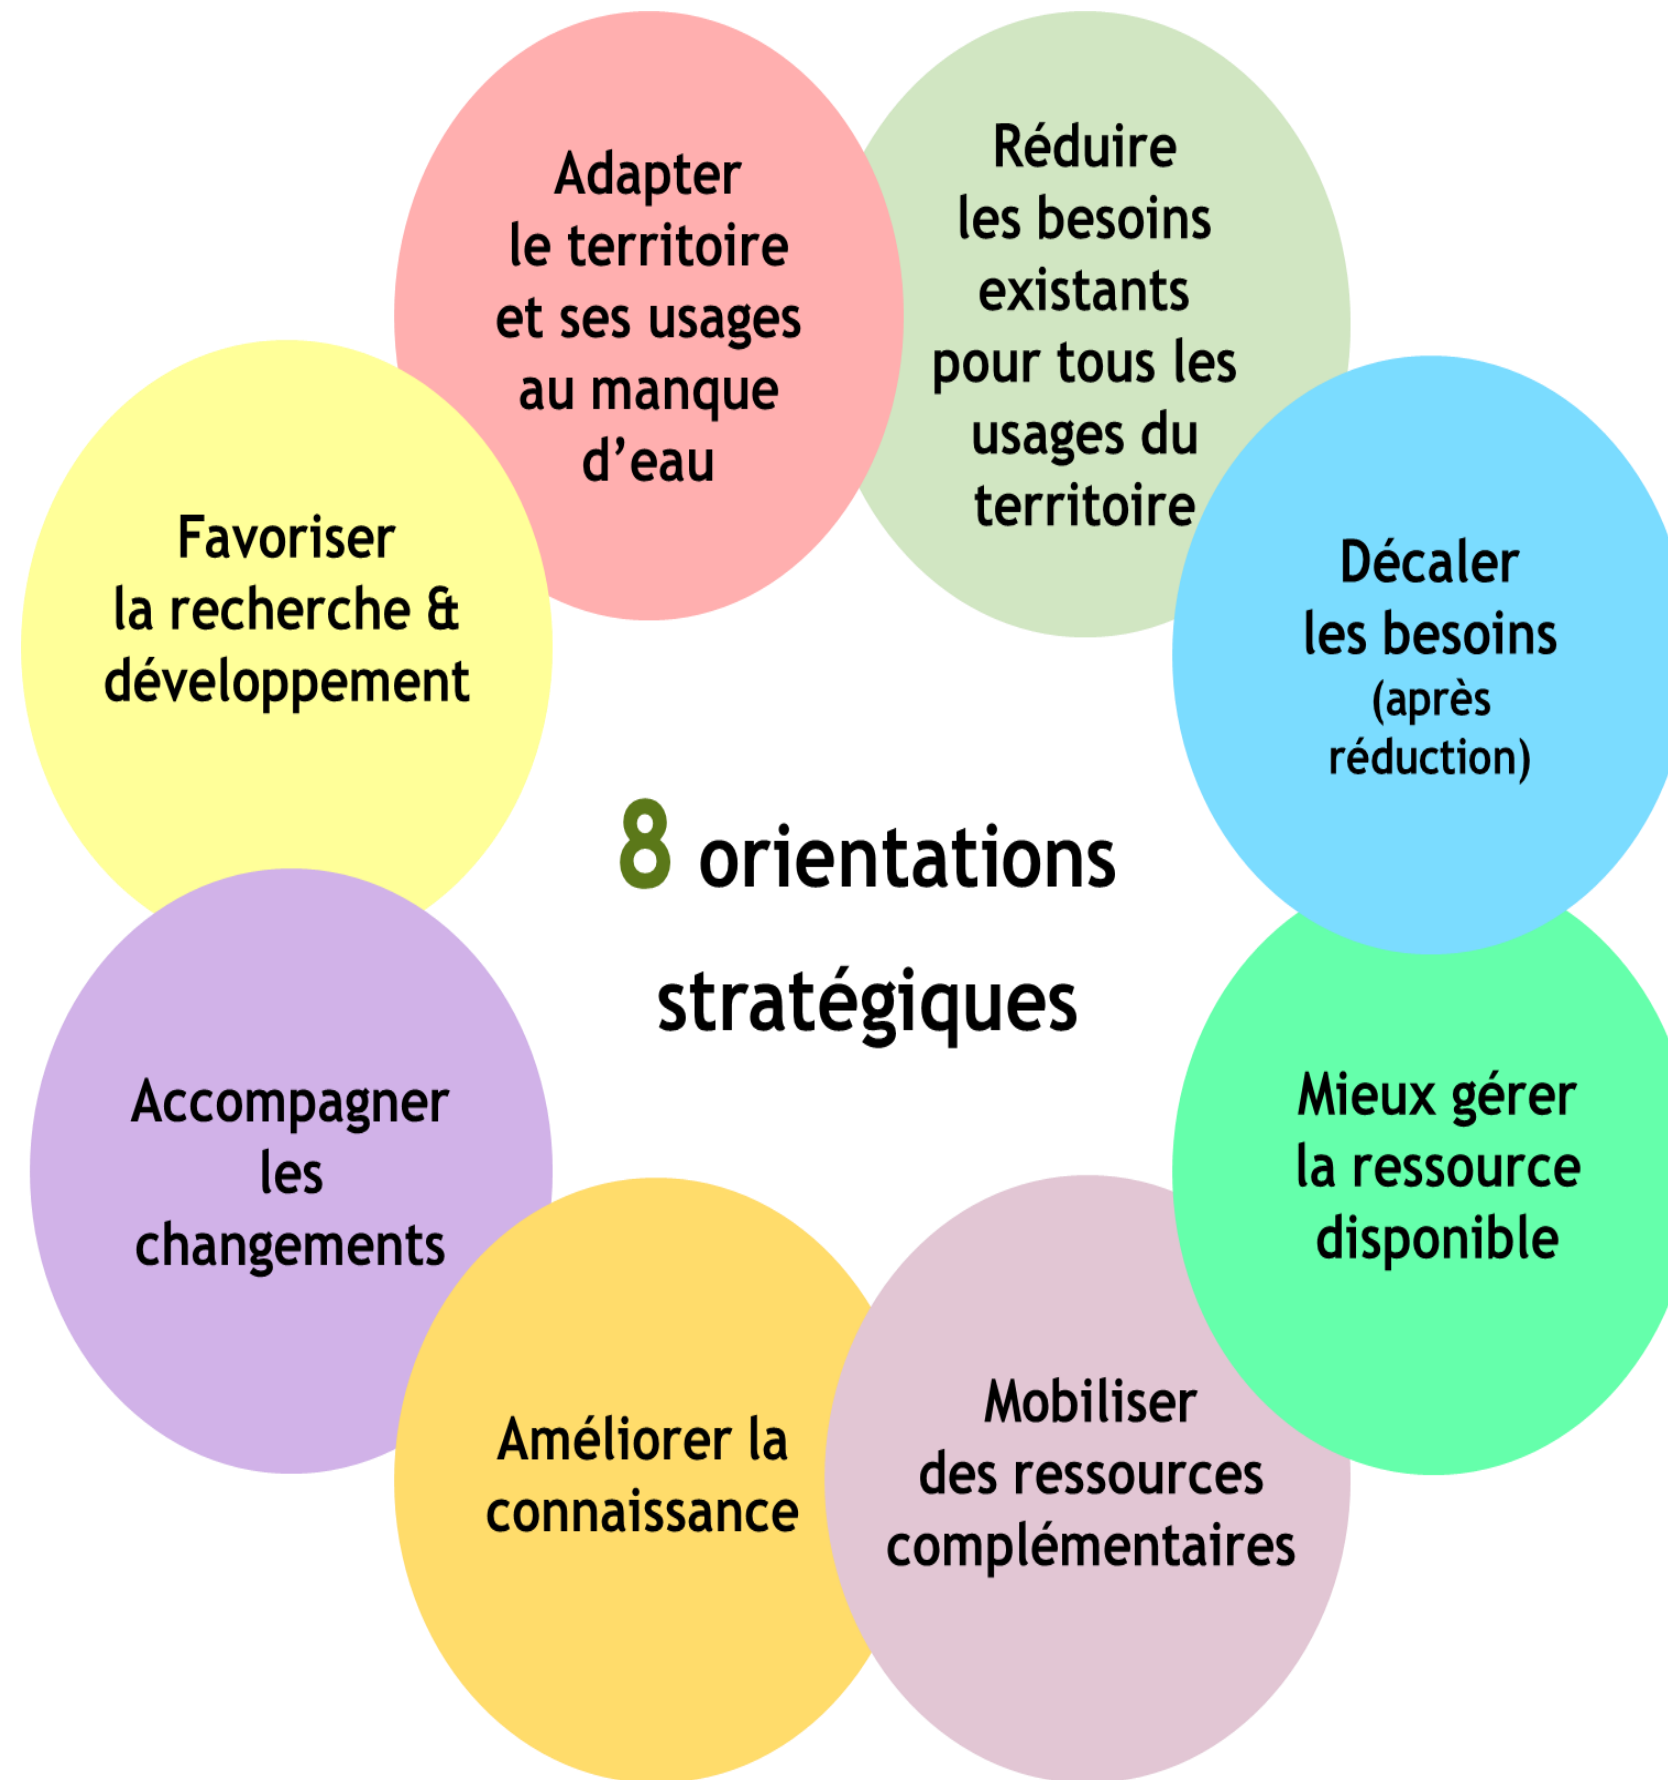 Adapter
le territoire
et ses usages
au manque
d’eau
Réduire
les besoins
existants
pour tous les
usages du
territoire
Décaler
les besoins
(après
réduction)
Mieux gérer
la ressource
disponible
Mobiliser
des ressources
complémentaires
Améliorer la
connaissance
Accompagner
les
changements
Favoriser
la recherche &
développement
8 orientations
stratégiques